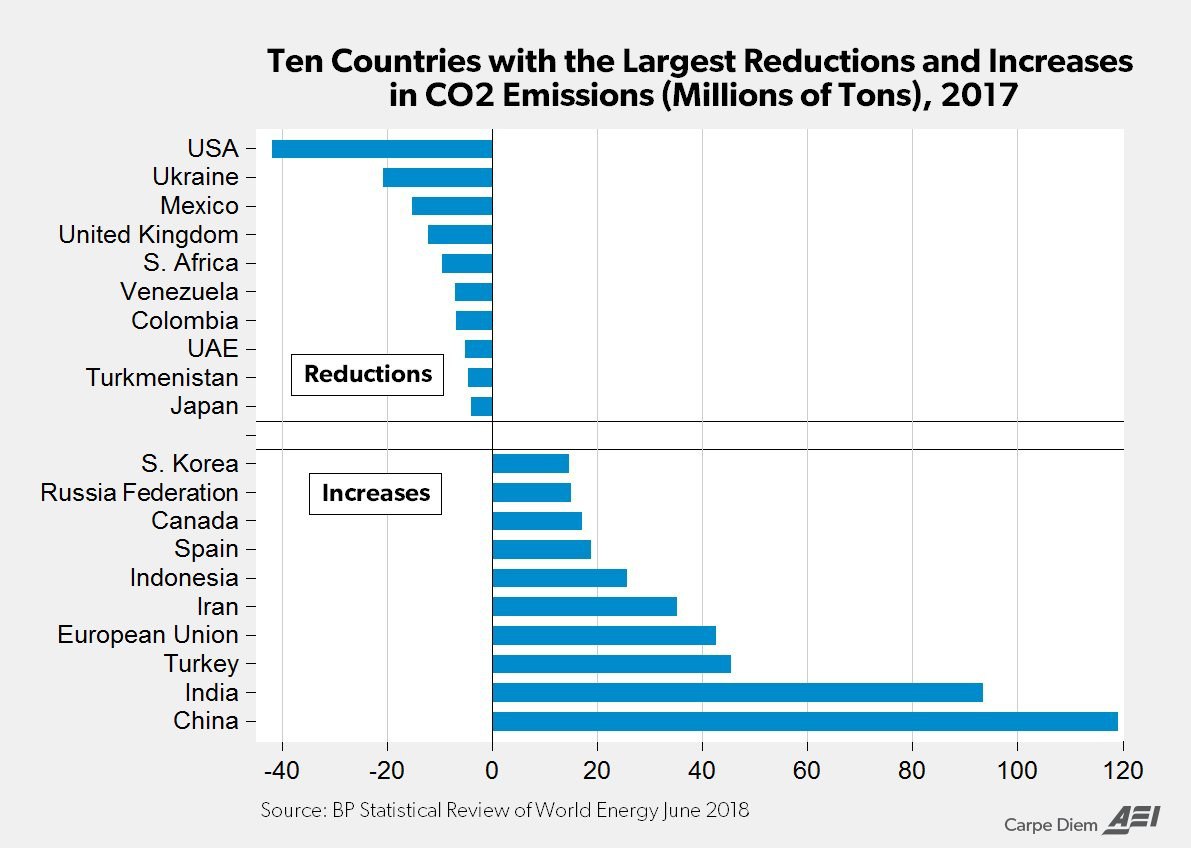 Ten Countries with the Largest Reductions and Increases
in CO2 Emissions (Millions of Tons), 2017
USA
Ukraine
Mexico
United Kingdom
S. Africa
Venezuela
Colombia
UAE
Turkmenistan
Japan
Reductions
S. Korea
Russia Federation
Canada
Spain
Indonesia
Iran
European Union
Turkey
India
China
Increases
-40 -20 0 20 40 60 80 100 120
Source: BP Statistical Review of World Energy June 2018
Carpe Diem AEI